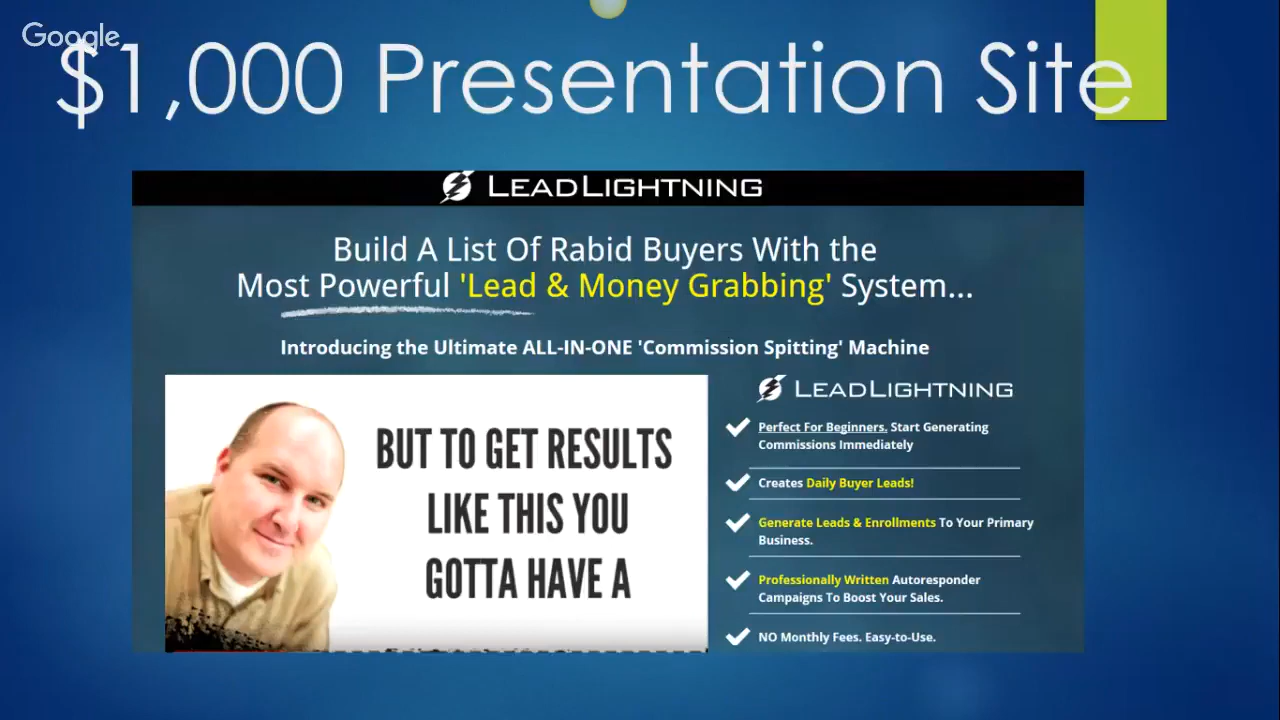 Google
$1,000 Presentation Site
LEADLIGHTNING
Build A List Of Rabid Buyers With the
Most Powerful 'Lead & Money Grabbing' System...
Introducing the Ultimate ALL-IN-ONE 'Commission Spitting' Machine
BUT TO GET RESULTS
LIKE THIS YOU
GOTTA HAVE A
LEADLIGHTNING
Perfect For Beginners. Start Generating
Commissions Immediately
Creates Daily Buyer Leads!
Generate Leads & Enrollments To Your Primary
Business.
Professionally Written Autoresponder
Campaigns To Boost Your Sales.
NO Monthly Fees. Easy-to-Use.